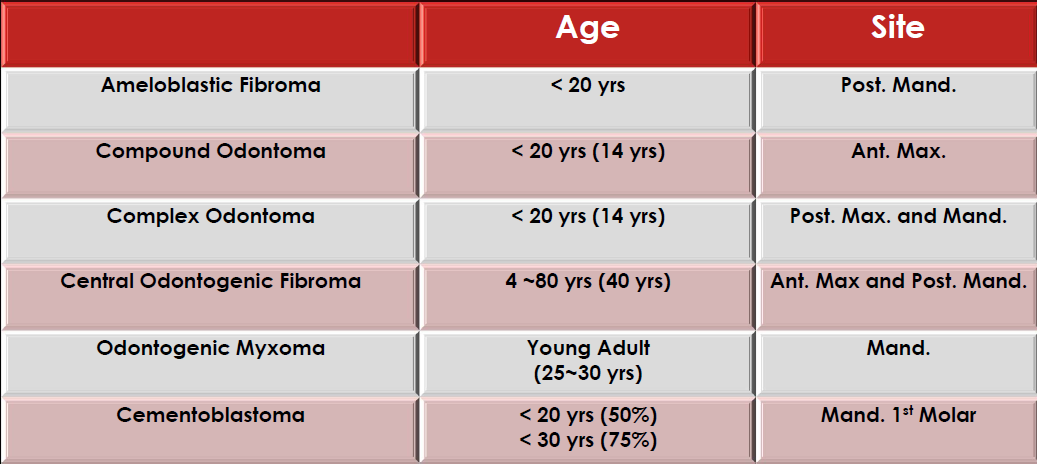 Age Site
Ameloblastic Fibroma < 20 yrs Post. Mand.
Compound Odontoma < 20 yrs (14 yrs) Ant. Max.
Complex Odontoma < 20 yrs (14 yrs) Post. Max. and Mand.
Central Odontogenic Fibroma 4 ~80 yrs (40 yrs) Ant. Max and Post. Mand.
Odontogenic Myxoma Young Adult Mand.
(25~30 yrs)
Cementoblastoma < 20 yrs (50%) Mand. 1st Molar
< 30 yrs (75%)